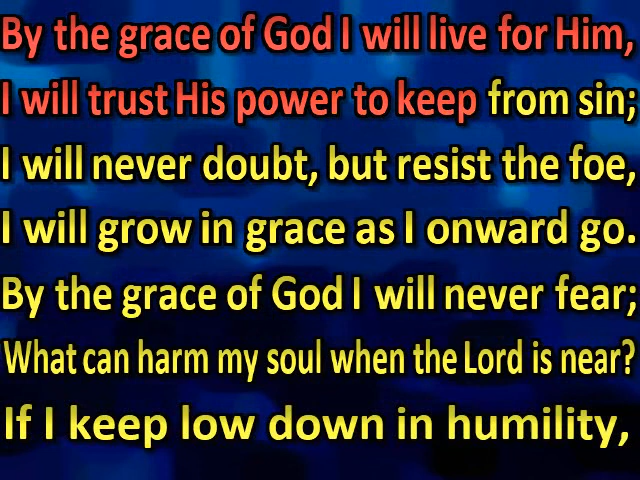 By the grace of God I will live for Him,
I will trust His power to keep from sin;
I will never doubt, but resist the foe,
I will grow in grace as I onward go.
By the grace of God I will never fear;
What can harm my soul when the Lord is near?
If I keep low down in humility,